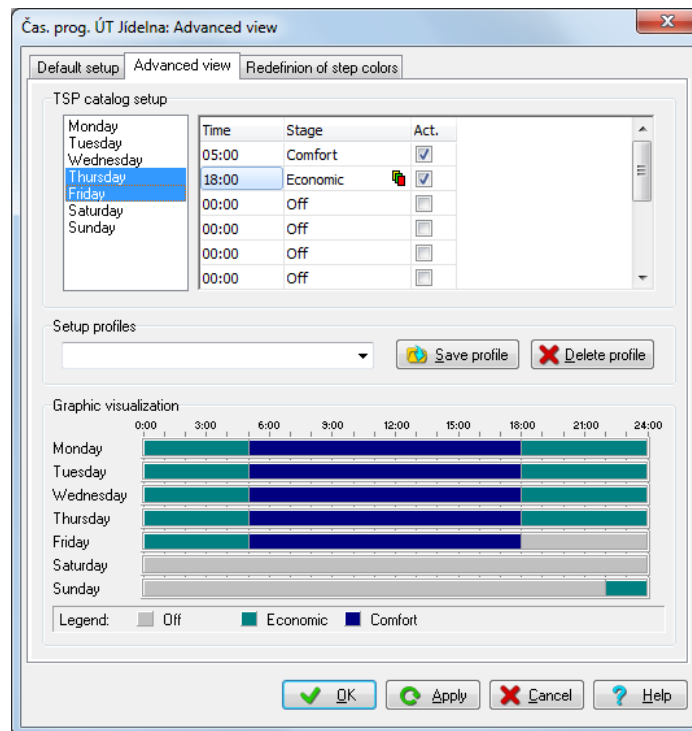 Čas. prog. ÚT Jídelna: Advanced view
Default setup Advanced view Redefinion of step colors
TSP catalog setup
Monday
Tuesday
Wednesday
Thursday
Friday
Saturday
Sunday
Time Stage Act.
05:00 Comfort
18:00 Economic
00:00 Off
00:00 Off
00:00 Off
00:00 Off
Setup profiles
Save profile Delete profile
Graphic visualization
0:00 3:00 6:00 9:00 12:00 15:00 18:00 21:00 24:00
Monday
Tuesday
Wednesday
Thursday
Friday
Saturday
Sunday
Legend: Off Economic Comfort
OK Apply Cancel Help